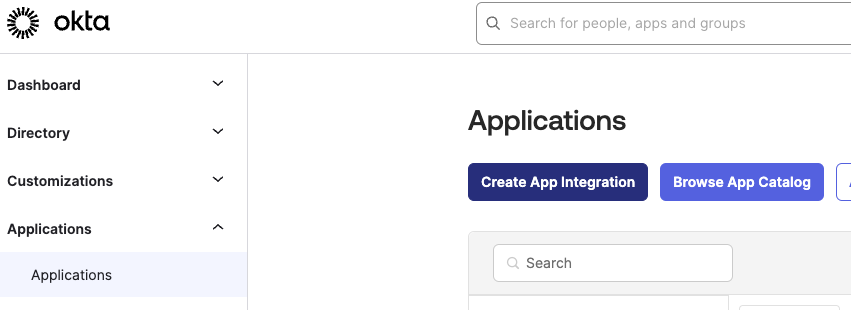 okta
Search for people, apps and groups
Dashboard
Directory
Customizations
Applications
Applications
Applications
Create App Integration
Browse App Catalog
Search